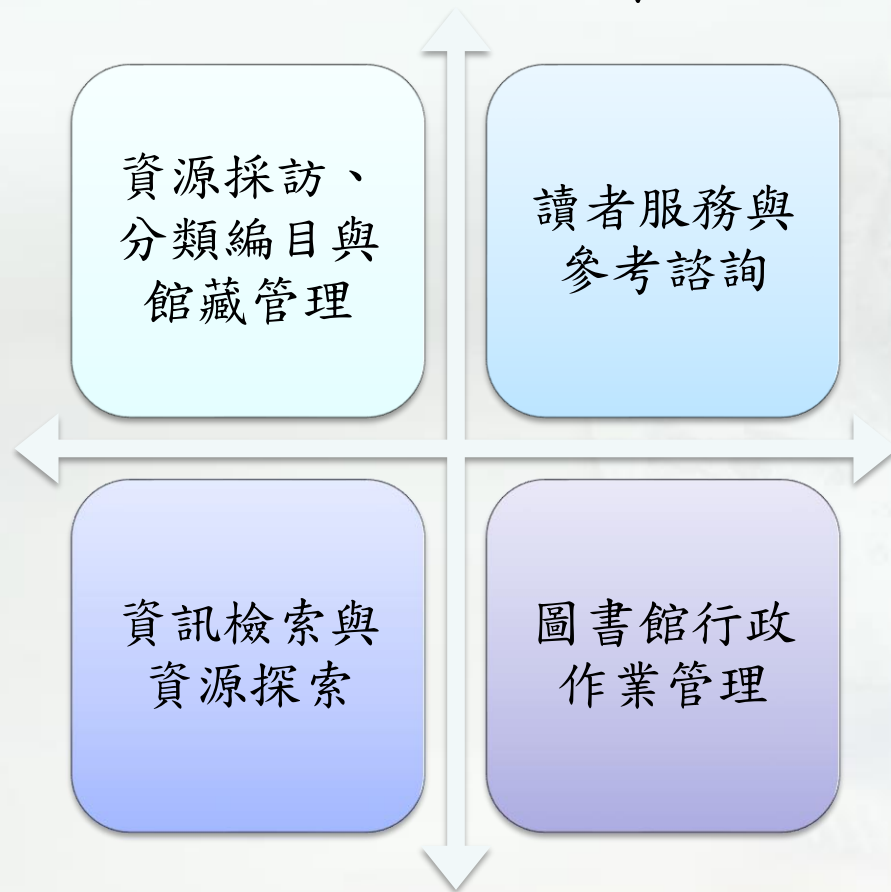 資源採訪、
分類編目與
館藏管理
讀者服務與
參考諮詢
資訊檢索與
資源探索
圖書館行政
作業管理